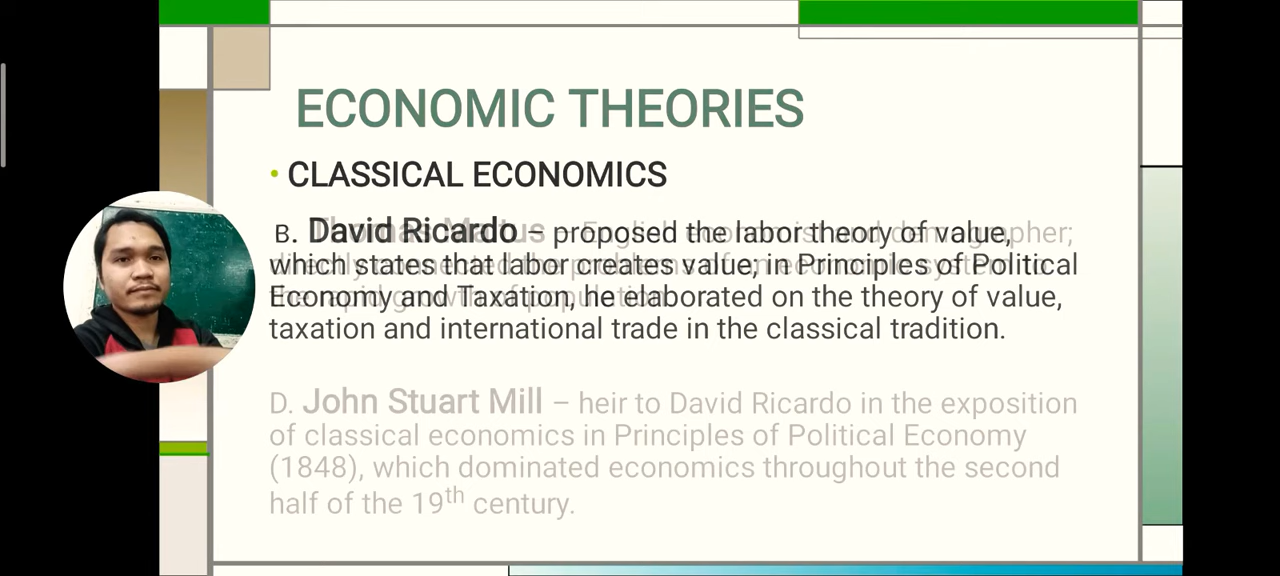 ECONOMIC THEORIES
• CLASSICAL ECONOMICS
B. David Ricardo – proposed the labor theory of value,
which states that labor creates value; in Principles of Political
Economy and Taxation, he elaborated on the theory of value,
taxation and international trade in the classical tradition.
D. John Stuart Mill – heir to David Ricardo in the exposition
of classical economics in Principles of Political Economy
(1848), which dominated economics throughout the second
half of the 19th century.